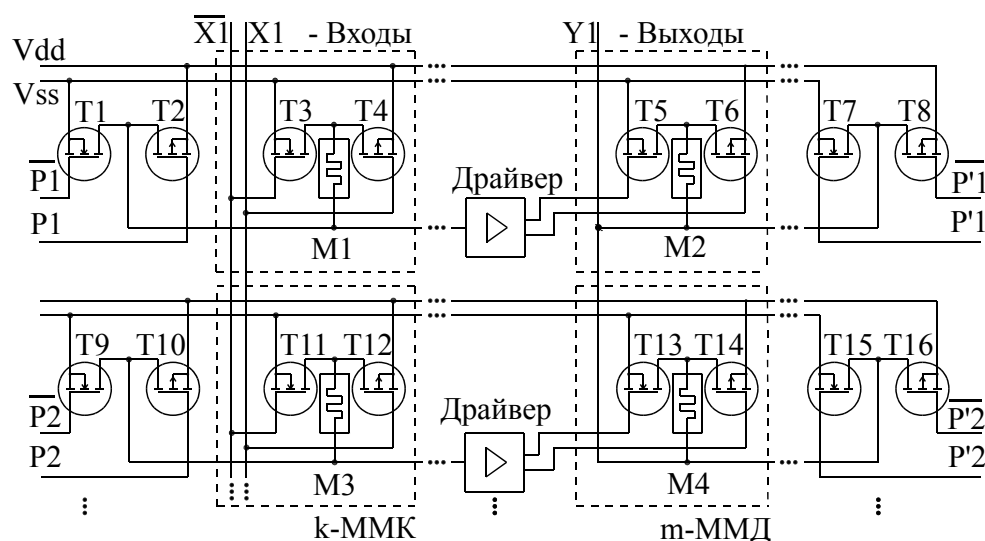 X1 X1 - Входы Y1 - Выходы
Vdd
Vss
T1 T2 T3 T4 T5 T6 T7 T8
P1
P1
Драйвер
M1 M2
P'1
P'1
T9 T10 T11 T12 T13 T14 T15 T16
P2
P2
Драйвер
M3 M4
P'2
P'2
k-ММК m-ММД